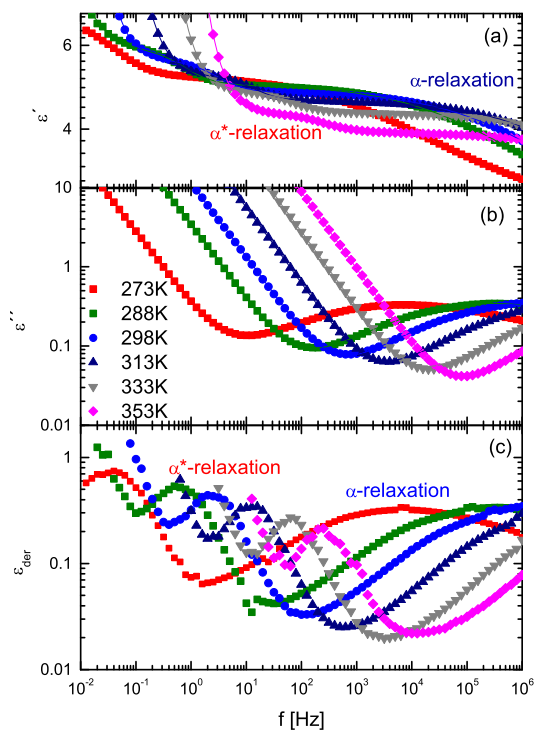 6
(a)
α-relaxation
ε´
4
α*-relaxation
10
(b)
1
273K
288K
298K
313K
333K
353K
ε´´
0.1
0.01
1
α*-relaxation
(c)
α-relaxation
ε_der
0.1
0.01
10^-2 10^-1 10^0 10^1 10^2 10^3 10^4 10^5 10^6
f [Hz]